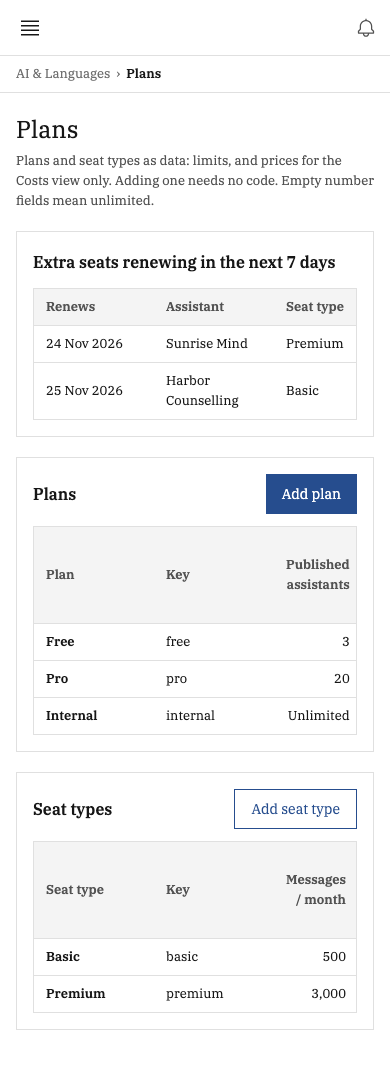 AI & Languages › Plans
Plans
Plans and seat types as data: limits, and prices for the
Costs view only. Adding one needs no code. Empty number
fields mean unlimited.
Extra seats renewing in the next 7 days
Renews Assistant Seat type
24 Nov 2026 Sunrise Mind Premium
25 Nov 2026 Harbor Counselling Basic
Plans
Add plan
Plan Key Published assistants
Free free 3
Pro pro 20
Internal internal Unlimited
Seat types
Add seat type
Seat type Key Messages / month
Basic basic 500
Premium premium 3,000